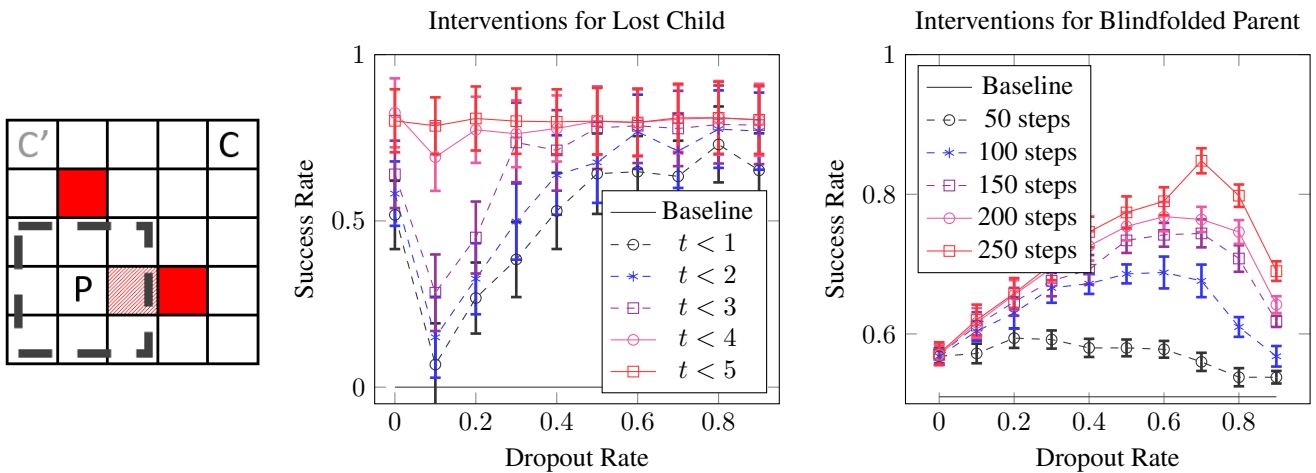 C'
C
P
Interventions for Lost Child
Success Rate
1
0.5
0
0 0.2 0.4 0.6 0.8
Dropout Rate
Baseline
t < 1
t < 2
t < 3
t < 4
t < 5
Interventions for Blindfolded Parent
Success Rate
1
0.8
0.6
0 0.2 0.4 0.6 0.8
Dropout Rate
Baseline
50 steps
100 steps
150 steps
200 steps
250 steps